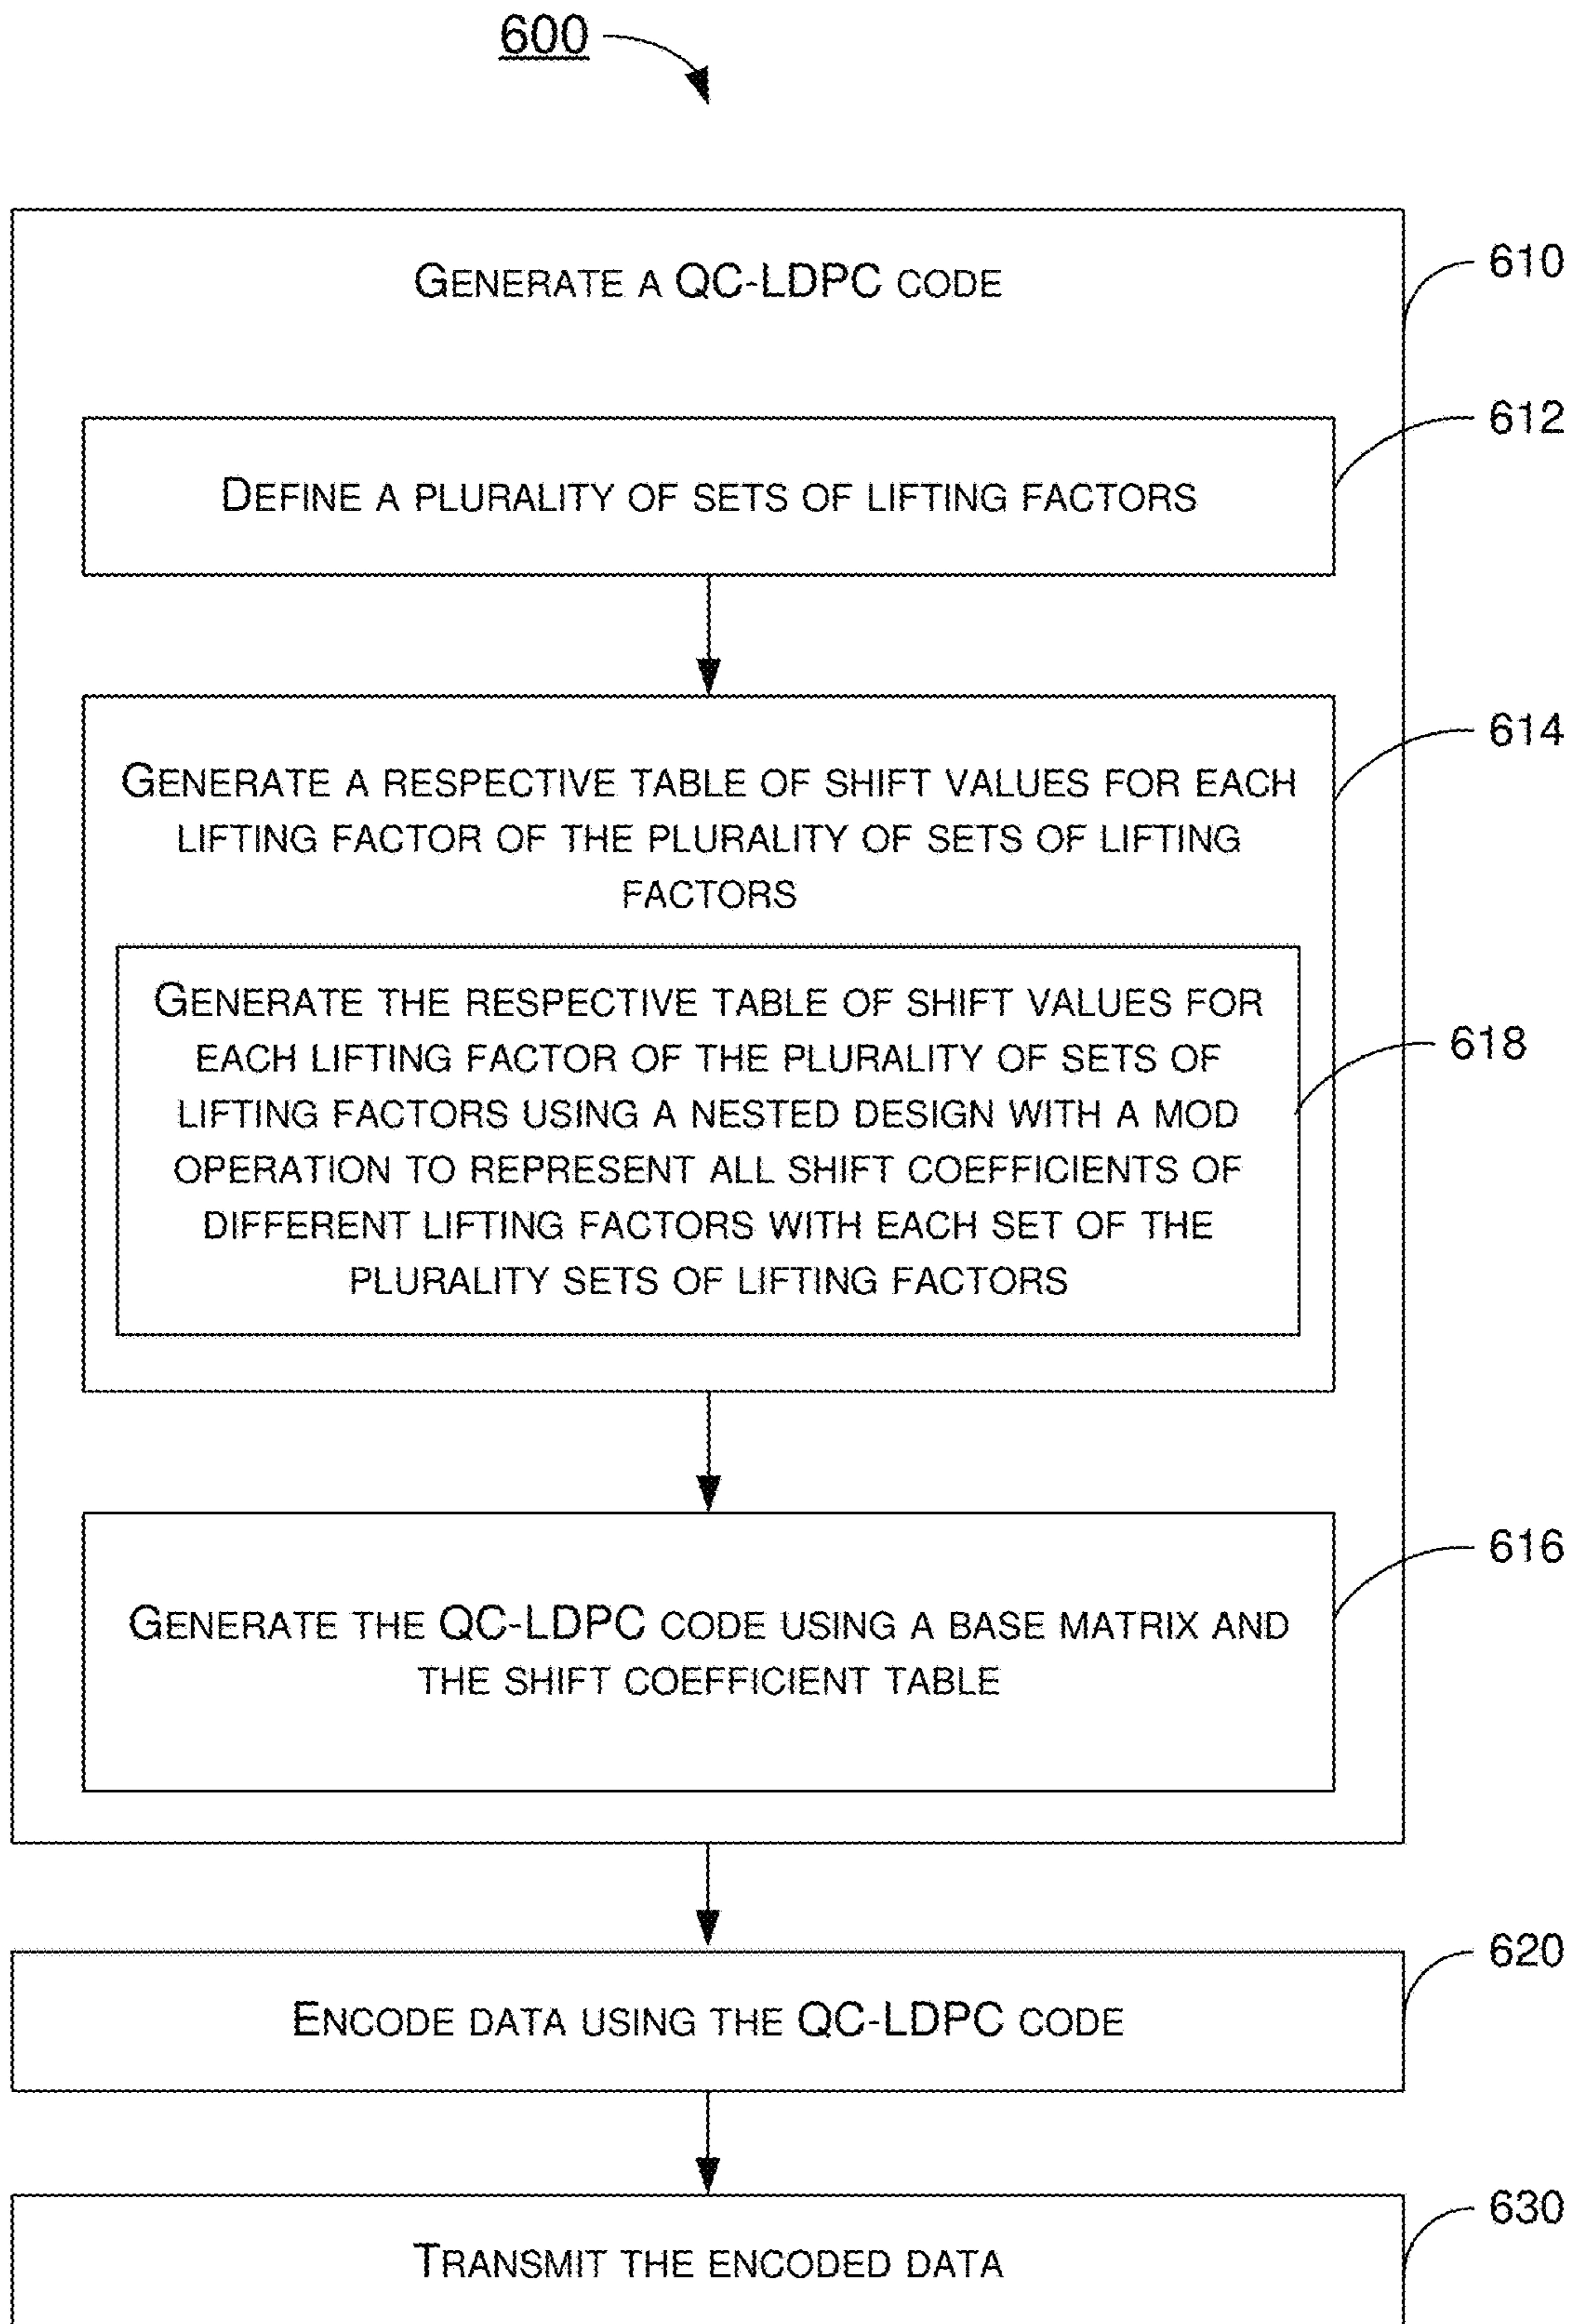 600
GENERATE A QC-LDPC CODE
610
612
DEFINE A PLURALITY OF SETS OF LIFTING FACTORS
614
GENERATE A RESPECTIVE TABLE OF SHIFT VALUES FOR EACH
LIFTING FACTOR OF THE PLURALITY OF SETS OF LIFTING
FACTORS
GENERATE THE RESPECTIVE TABLE OF SHIFT VALUES FOR
EACH LIFTING FACTOR OF THE PLURALITY OF SETS OF
618
LIFTING FACTORS USING A NESTED DESIGN WITH A MOD
OPERATION TO REPRESENT ALL SHIFT COEFFICIENTS OF
DIFFERENT LIFTING FACTORS WITH EACH SET OF THE
PLURALITY SETS OF LIFTING FACTORS
616
GENERATE THE QC-LDPC CODE USING A BASE MATRIX AND
THE SHIFT COEFFICIENT TABLE
620
ENCODE DATA USING THE QC-LDPC CODE
630
TRANSMIT THE ENCODED DATA